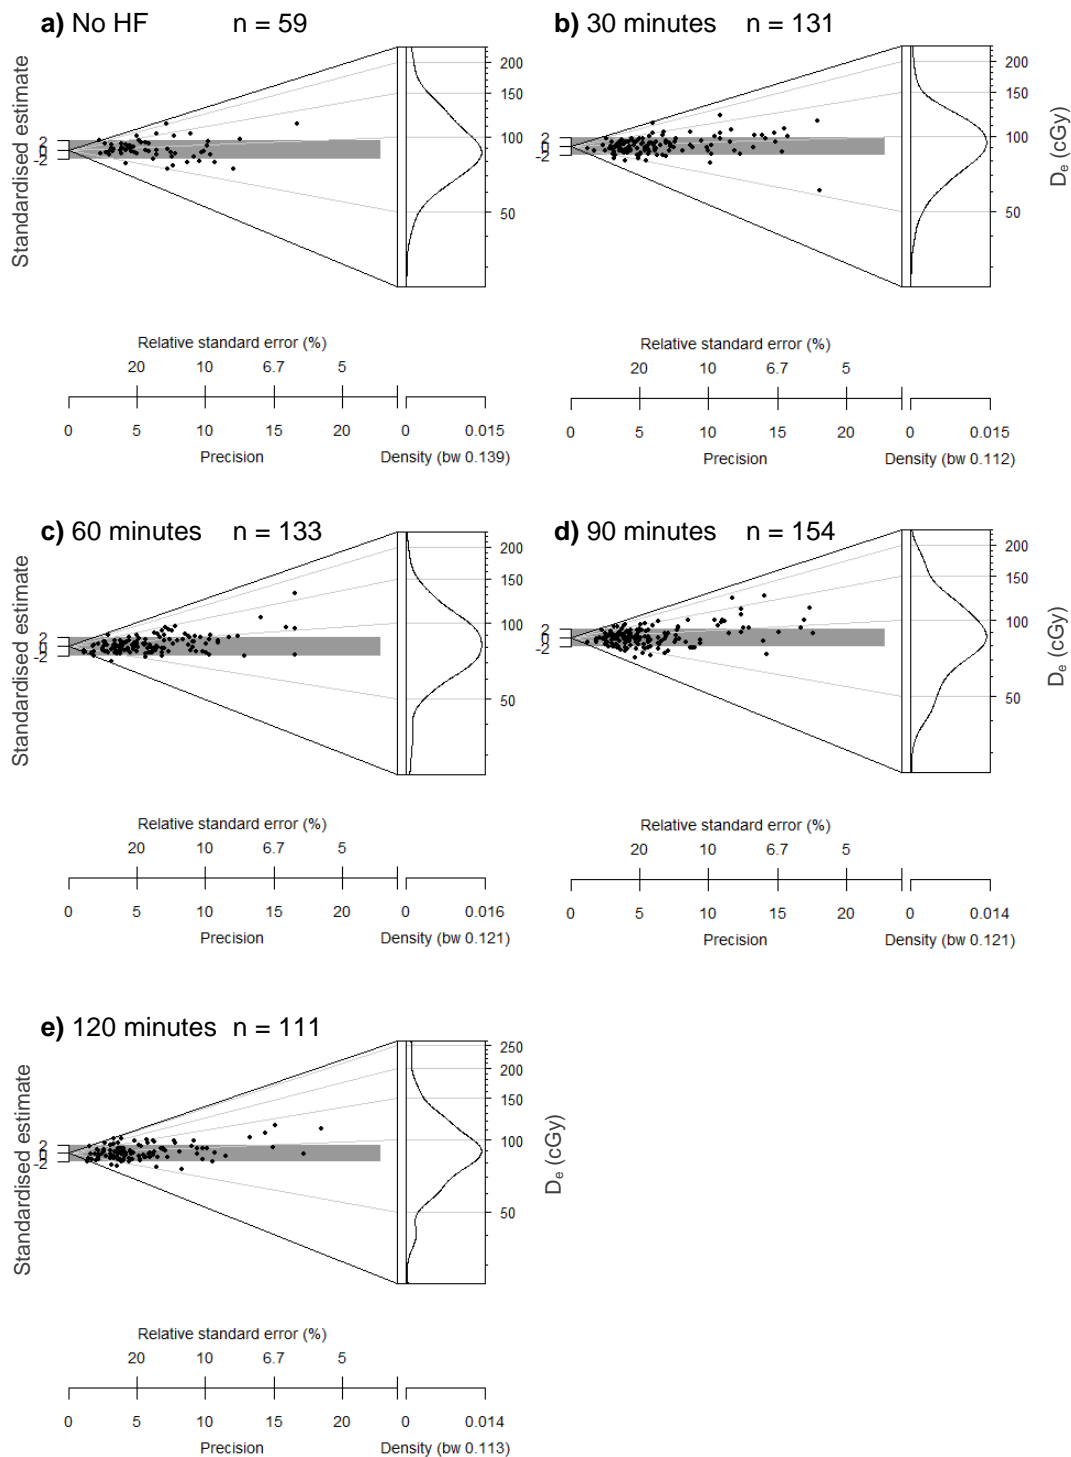 a) No HF n = 59
Standardised estimate
2
0
-2
200
150
100
50
Relative standard error (%)
20 10 6.7 5
0 5 10 15 20 0 0.015
Precision Density (bw 0.139)
b) 30 minutes n = 131
2
0
-2
200
150
100
50
De (cGy)
Relative standard error (%)
20 10 6.7 5
0 5 10 15 20 0 0.015
Precision Density (bw 0.112)
c) 60 minutes n = 133
Standardised estimate
2
0
-2
200
150
100
50
Relative standard error (%)
20 10 6.7 5
0 5 10 15 20 0 0.016
Precision Density (bw 0.121)
d) 90 minutes n = 154
2
0
-2
200
150
100
50
De (cGy)
Relative standard error (%)
20 10 6.7 5
0 5 10 15 20 0 0.014
Precision Density (bw 0.121)
e) 120 minutes n = 111
Standardised estimate
2
0
-2
250
200
150
100
50
De (cGy)
Relative standard error (%)
20 10 6.7 5
0 5 10 15 20 0 0.014
Precision Density (bw 0.113)